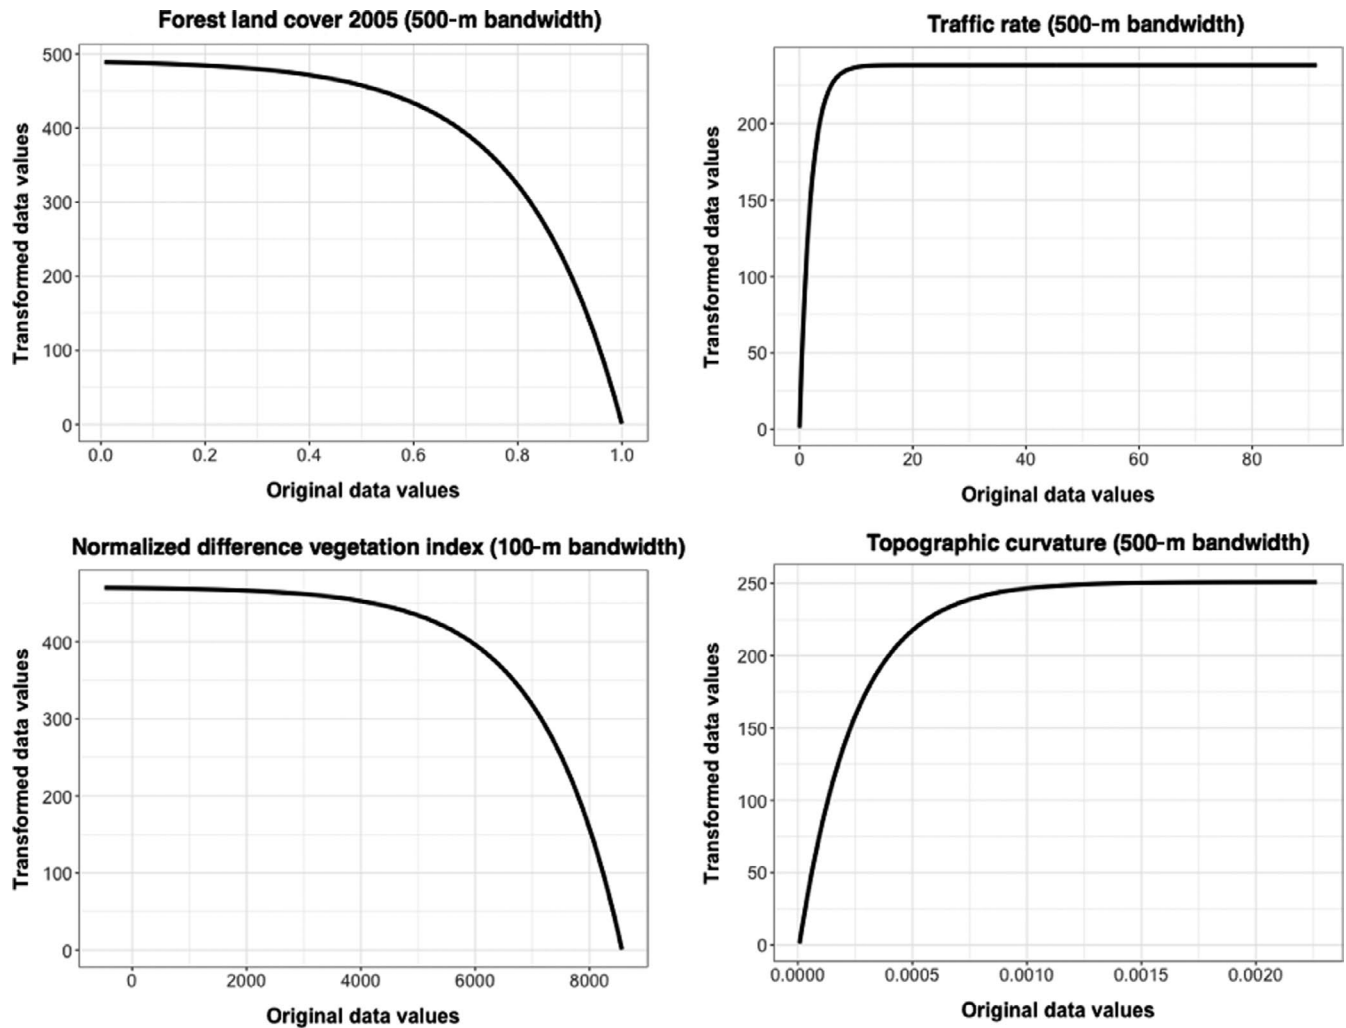 Forest land cover 2005 (500-m bandwidth)
Transformed data values
500
400
300
200
100
0
0.0 0.2 0.4 0.6 0.8 1.0
Original data values
Traffic rate (500-m bandwidth)
Transformed data values
200
150
100
50
0
0 20 40 60 80
Original data values
Normalized difference vegetation index (100-m bandwidth)
Transformed data values
400
300
200
100
0
0 2000 4000 6000 8000
Original data values
Topographic curvature (500-m bandwidth)
Transformed data values
250
200
150
100
50
0
0.0000 0.0005 0.0010 0.0015 0.0020
Original data values